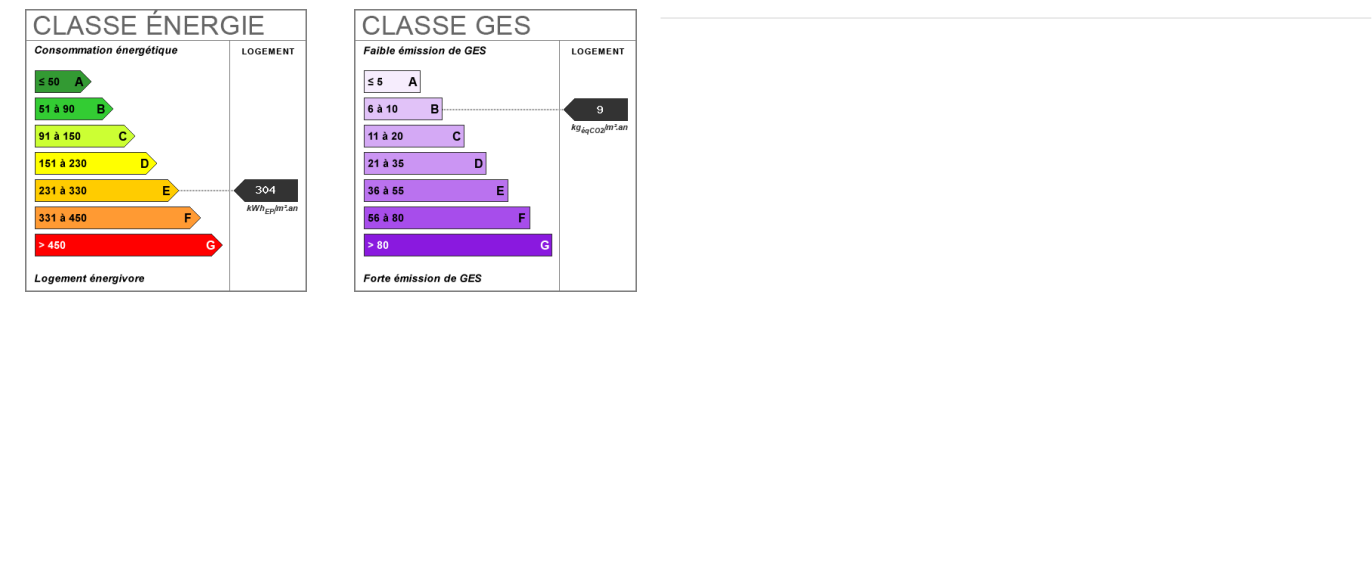 CLASSE ÉNERGIE
Consommation énergétique
LOGEMENT
≤ 50 A
51 à 90 B
91 à 150 C
151 à 230 D
231 à 330 E
304
kWhEP/m².an
331 à 450 F
> 450 G
Logement énergivore
CLASSE GES
Faible émission de GES
LOGEMENT
≤ 5 A
6 à 10 B
9
kgéqCO2/m².an
11 à 20 C
21 à 35 D
36 à 55 E
56 à 80 F
> 80 G
Forte émission de GES